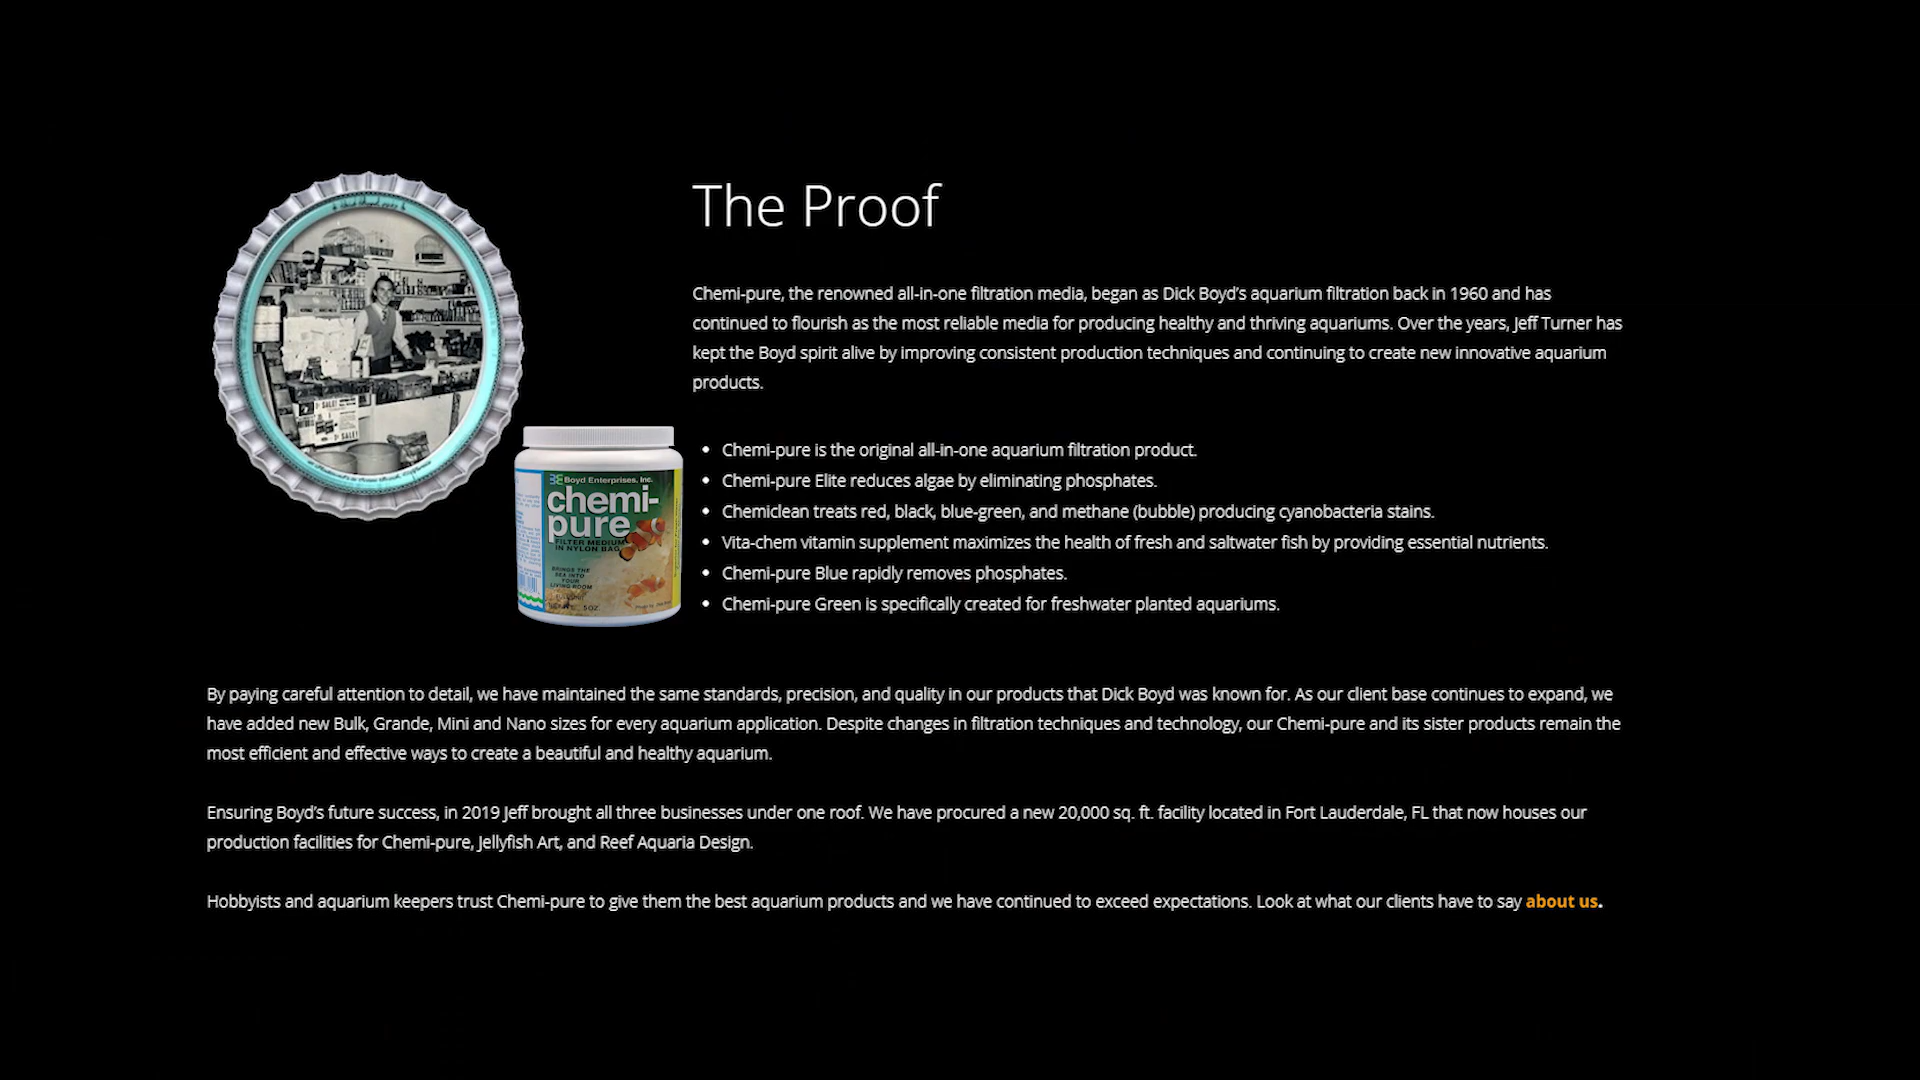 The Proof
Chemi-pure, the renowned all-in-one filtration media, began as Dick Boyd's aquarium filtration back in 1960 and has
continued to flourish as the most reliable media for producing healthy and thriving aquariums. Over the years, Jeff Turner has
kept the Boyd spirit alive by improving consistent production techniques and continuing to create new innovative aquarium
products.
• Chemi-pure is the original all-in-one aquarium filtration product.
• Chemi-pure Elite reduces algae by eliminating phosphates.
• Chemiclean treats red, black, blue-green, and methane (bubble) producing cyanobacteria stains.
• Vita-chem vitamin supplement maximizes the health of fresh and saltwater fish by providing essential nutrients.
• Chemi-pure Blue rapidly removes phosphates.
• Chemi-pure Green is specifically created for freshwater planted aquariums.
SALE!
SALE!
Boyd Enterprises, Inc.
chemi-
pure
FILTER MEDIUM
IN NYLON BAG
BRINGS THE
SEA INTO
YOUR
LIVING ROOM
5OZ.
By paying careful attention to detail, we have maintained the same standards, precision, and quality in our products that Dick Boyd was known for. As our client base continues to expand, we
have added new Bulk, Grande, Mini and Nano sizes for every aquarium application. Despite changes in filtration techniques and technology, our Chemi-pure and its sister products remain the
most efficient and effective ways to create a beautiful and healthy aquarium.
Ensuring Boyd's future success, in 2019 Jeff brought all three businesses under one roof. We have procured a new 20,000 sq. ft. facility located in Fort Lauderdale, FL that now houses our
production facilities for Chemi-pure, Jellyfish Art, and Reef Aquaria Design.
Hobbyists and aquarium keepers trust Chemi-pure to give them the best aquarium products and we have continued to exceed expectations. Look at what our clients have to say about us.